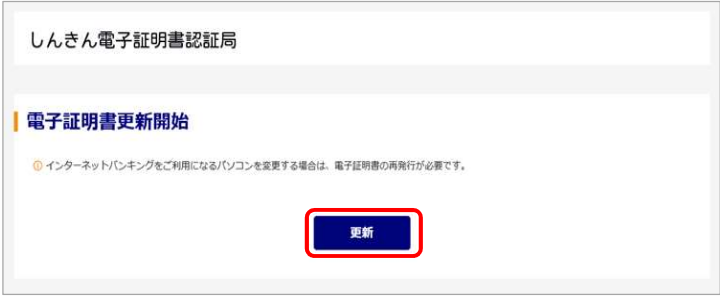 しんきん電子証明書認証局
電子証明書更新開始
インターネットバンキングをご利用になるパソコンを変更する場合は、電子証明書の再発行が必要です。
更新